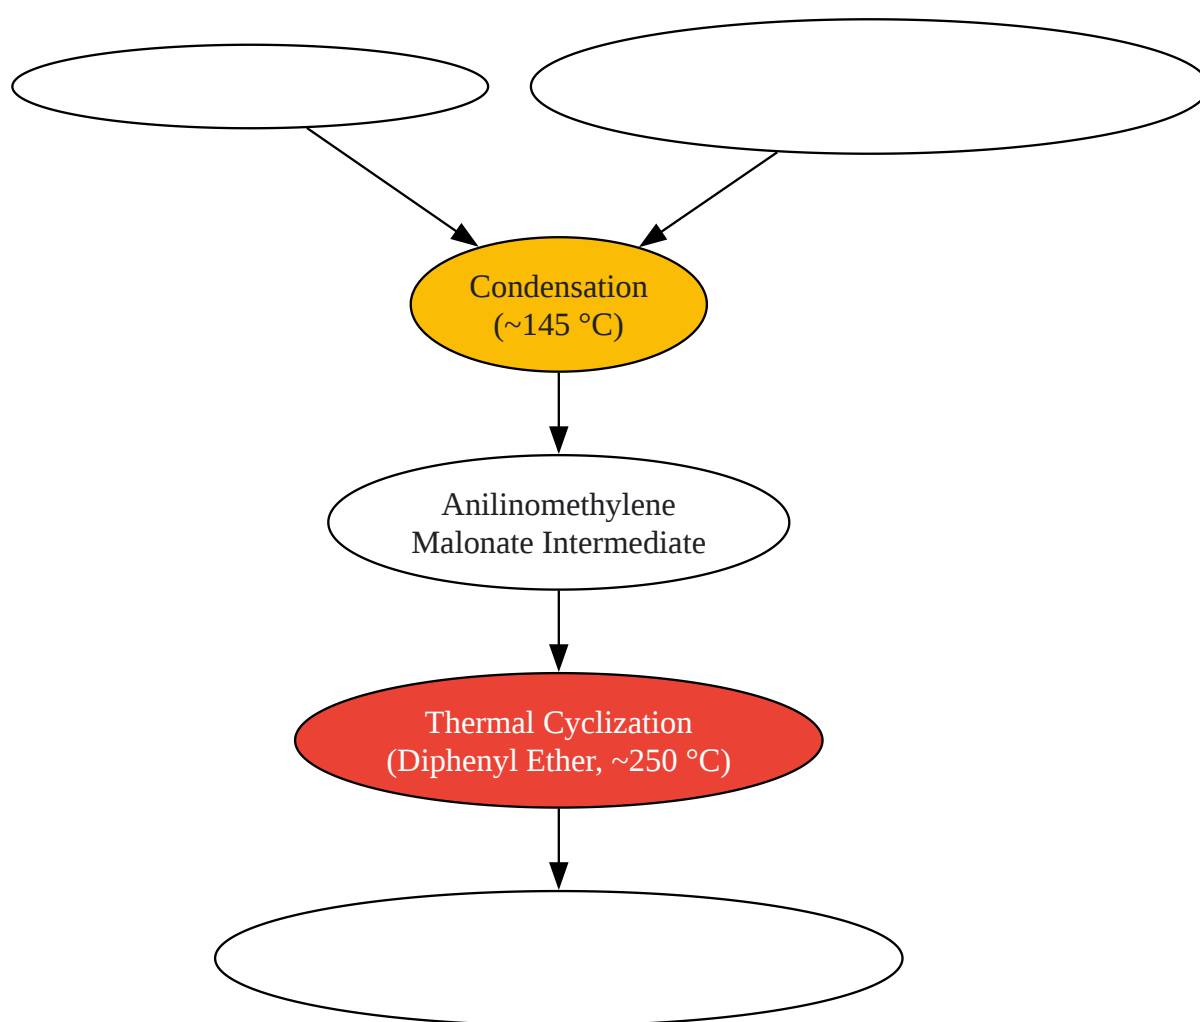 Condensation
(~145 °C)
Anilinomethylene
Malonate Intermediate
Thermal Cyclization
(Diphenyl Ether, ~250 °C)